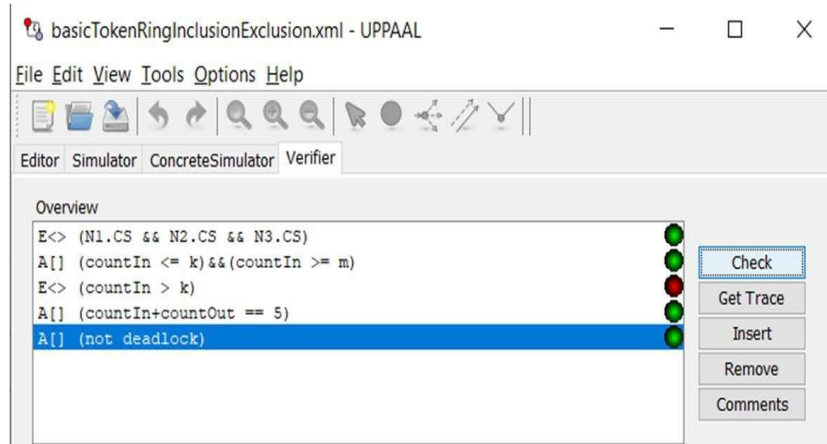 basicTokenRingInclusionExclusion.xml - UPPAAL
File Edit View Tools Options Help
Editor Simulator ConcreteSimulator Verifier
Overview
E<> (N1.CS && N2.CS && N3.CS)
A[] (countIn <= k)&&(countIn >= m)
E<> (countIn > k)
A[] (countIn+countOut == 5)
A[] (not deadlock)
Check
Get Trace
Insert
Remove
Comments